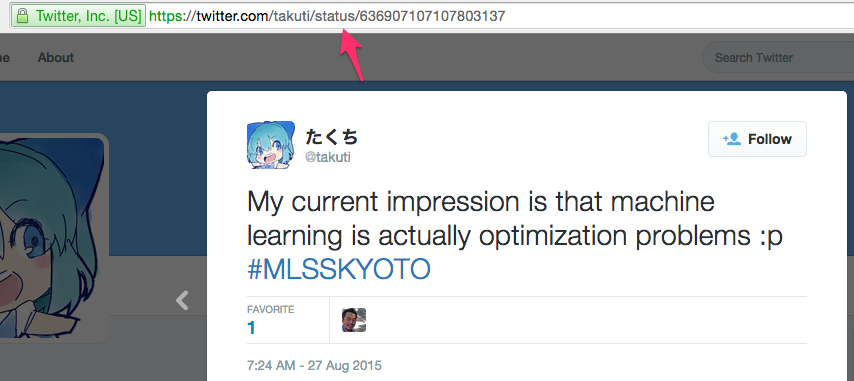 Twitter, Inc. [US] https://twitter.com/takuti/status/636907107107803137
About
Search Twitter
たくち
@takuti
Follow
My current impression is that machine
learning is actually optimization problems :p
#MLSSKYOTO
FAVORITE
1
7:24 AM - 27 Aug 2015